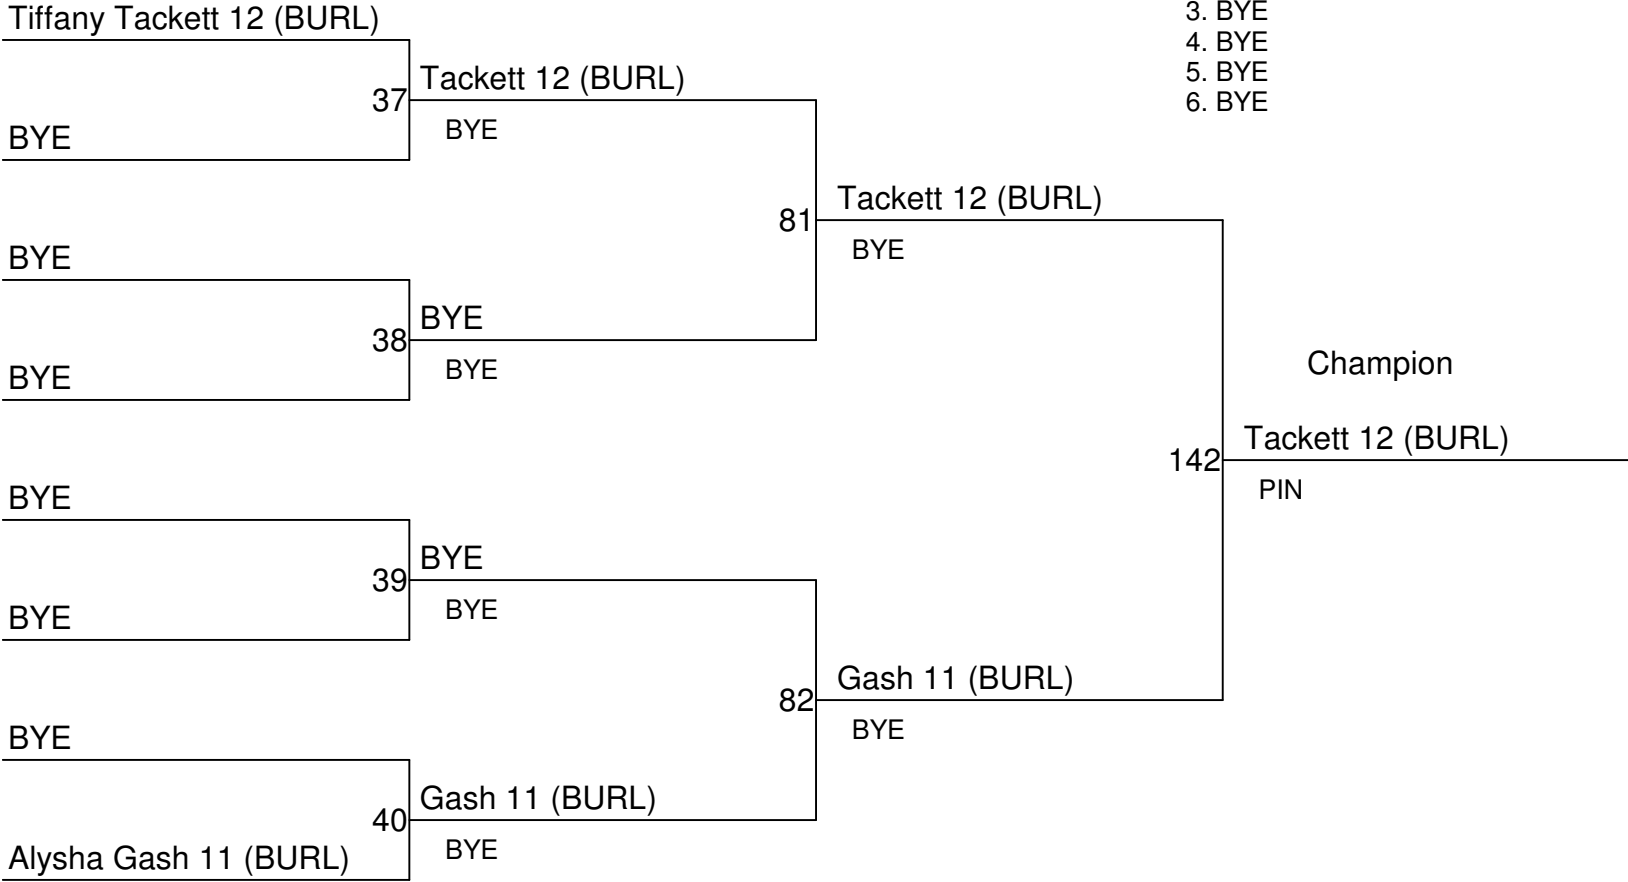 Tiffany Tackett 12 (BURL)
3. BYE
4. BYE
5. BYE
6. BYE
37
Tackett 12 (BURL)
BYE
BYE
81
Tackett 12 (BURL)
BYE
BYE
38
BYE
BYE
BYE
Champion
142
Tackett 12 (BURL)
PIN
BYE
39
BYE
BYE
BYE
82
Gash 11 (BURL)
BYE
BYE
40
Gash 11 (BURL)
BYE
Alysha Gash 11 (BURL)